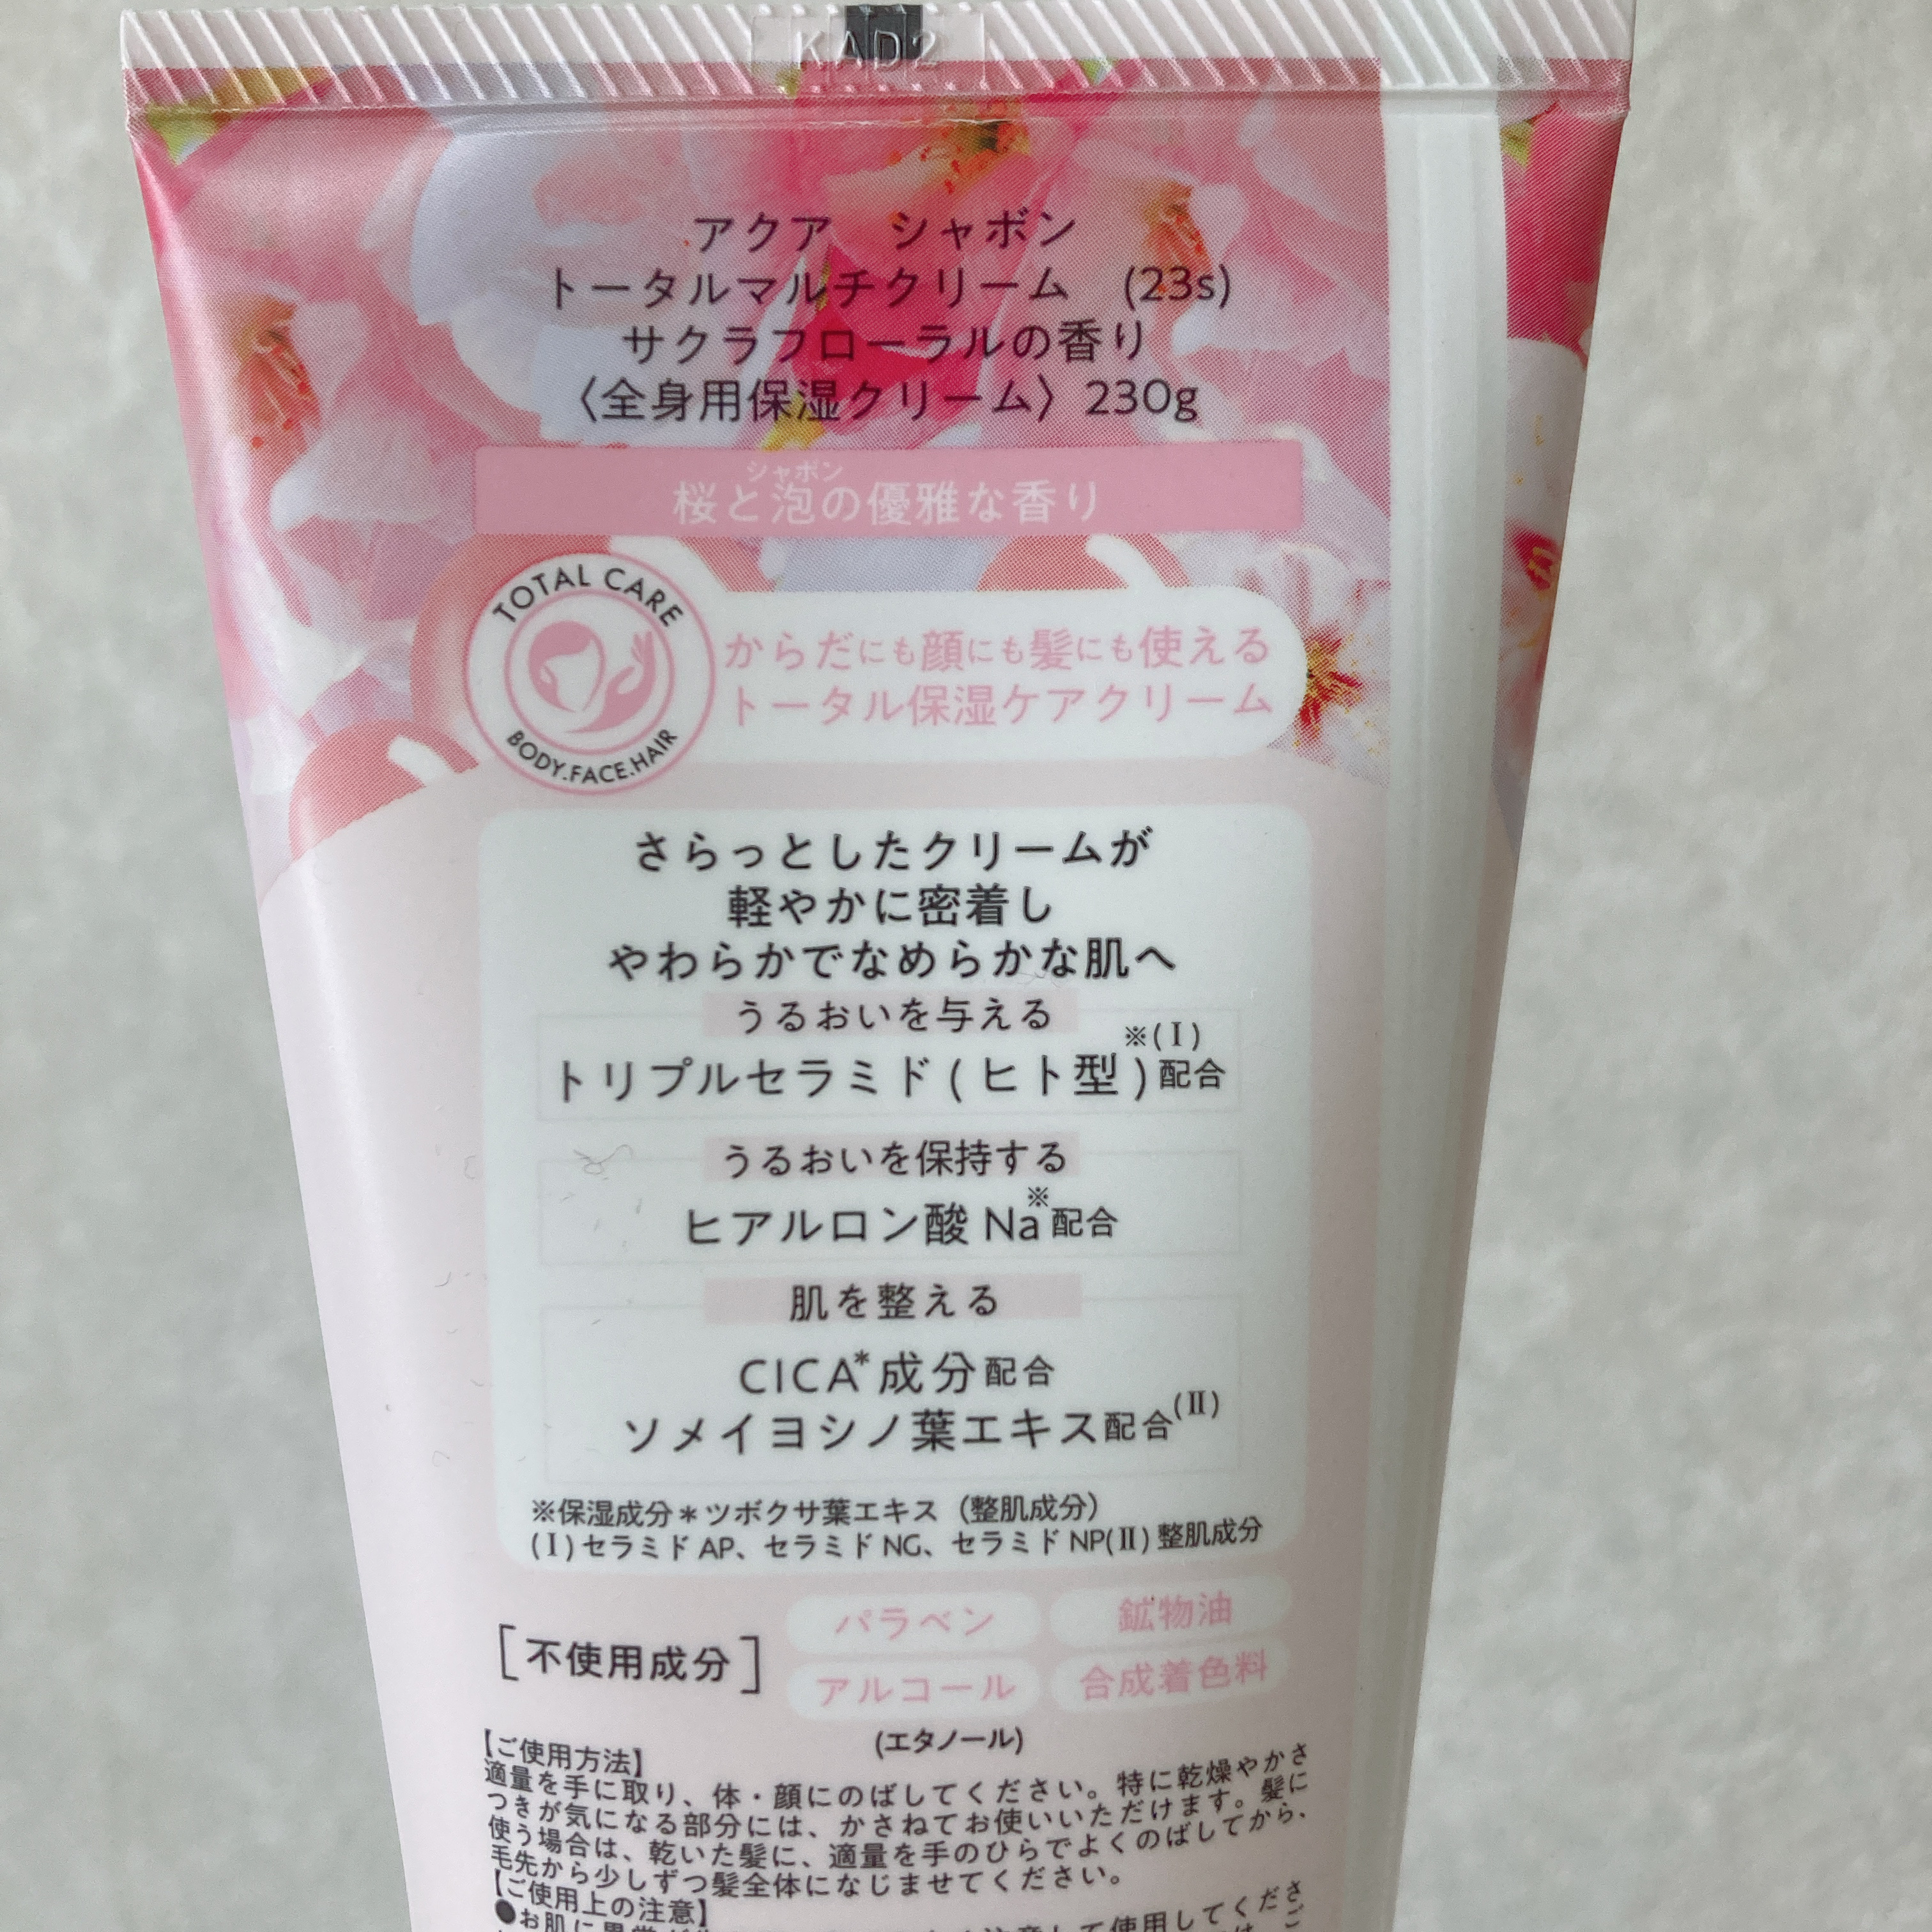 KAD2
アクア シャボン
トータルマルチクリーム (23s)
サクラフローラルの香り
〈全身用保湿クリーム〉230g
シャボン
桜と泡の優雅な香り
TOTAL CARE
BODY.FACE.HAIR
からだにも顔にも髪にも使える
トータル保湿ケアクリーム
さらっとしたクリームが
軽やかに密着し
やわらかでなめらかな肌へ
うるおいを与える
トリプルセラミド(ヒト型)※(Ⅰ)配合
うるおいを保持する
ヒアルロン酸Na※配合
肌を整える
CICA*成分配合
ソメイヨシノ葉エキス配合(Ⅱ)
※保湿成分＊ツボクサ葉エキス（整肌成分）
(Ⅰ)セラミドAP、セラミドNG、セラミドNP(Ⅱ)整肌成分
[不使用成分]
パラベン 鉱物油
アルコール 合成着色料
(エタノール)
【ご使用方法】
適量を手に取り、体・顔にのばしてください。特に乾燥やかさ
つきが気になる部分には、かさねてお使いいただけます。髪に
使う場合は、乾いた髪に、適量を手のひらでよくのばしてから、
毛先から少しずつ髪全体になじませてください。
【ご使用上の注意】
●お肌に異常が 注意して使用してくださ